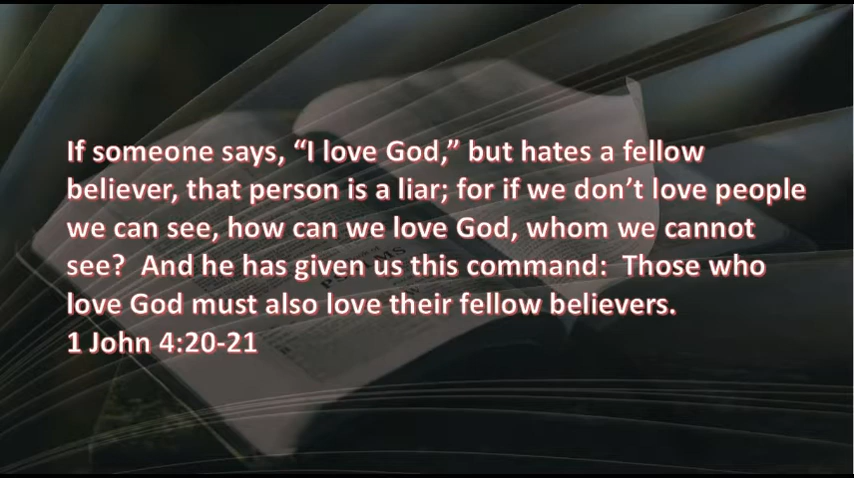 If someone says, “I love God,” but hates a fellow
believer, that person is a liar; for if we don’t love people
we can see, how can we love God, whom we cannot
see?  And he has given us this command:  Those who
love God must also love their fellow believers.
1 John 4:20-21
PSALMS